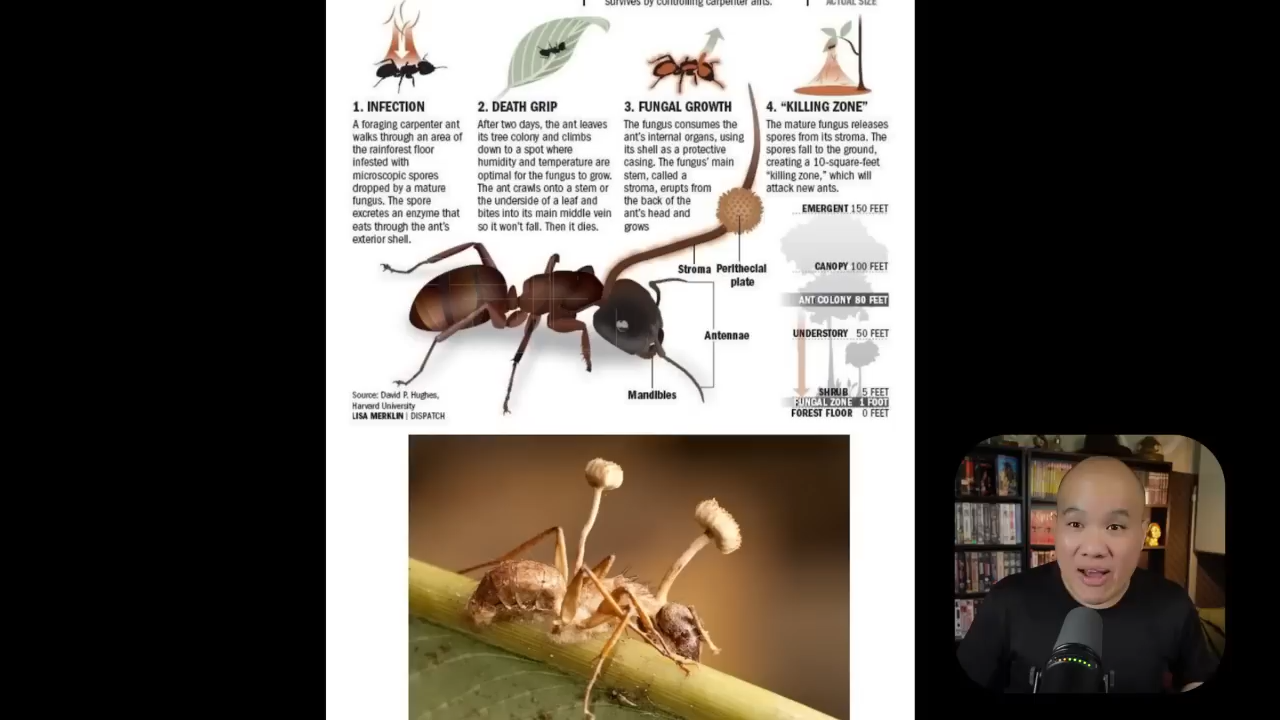 survives by controlling carpenter ants.
ACTUAL SIZE
1. INFECTION
A foraging carpenter ant
walks through an area of
the rainforest floor
infested with
microscopic spores
dropped by a mature
fungus. The spore
excretes an enzyme that
eats through the ant's
exterior shell.
2. DEATH GRIP
After two days, the ant leaves
its tree colony and climbs
down to a spot where
humidity and temperature are
optimal for the fungus to grow.
The ant crawls onto a stem or
the underside of a leaf and
bites into its main middle vein
so it won't fall. Then it dies.
3. FUNGAL GROWTH
The fungus consumes the
ant's internal organs, using
its shell as a protective
casing. The fungus' main
stem, called a
stroma, erupts from
the back of the
ant's head and
grows
4. “KILLING ZONE”
The mature fungus releases
spores from its stroma. The
spores fall to the ground,
creating a 10-square-feet
“killing zone,” which will
attack new ants.
EMERGENT 150 FEET
CANOPY 100 FEET
ANT COLONY 80 FEET
UNDERSTORY 50 FEET
SHRUB 5 FEET
FUNGAL ZONE 1 FOOT
FOREST FLOOR 0 FEET
Stroma
Perithecial
plate
Antennae
Mandibles
Source: David P. Hughes,
Harvard University
LISA MERKLIN | DISPATCH